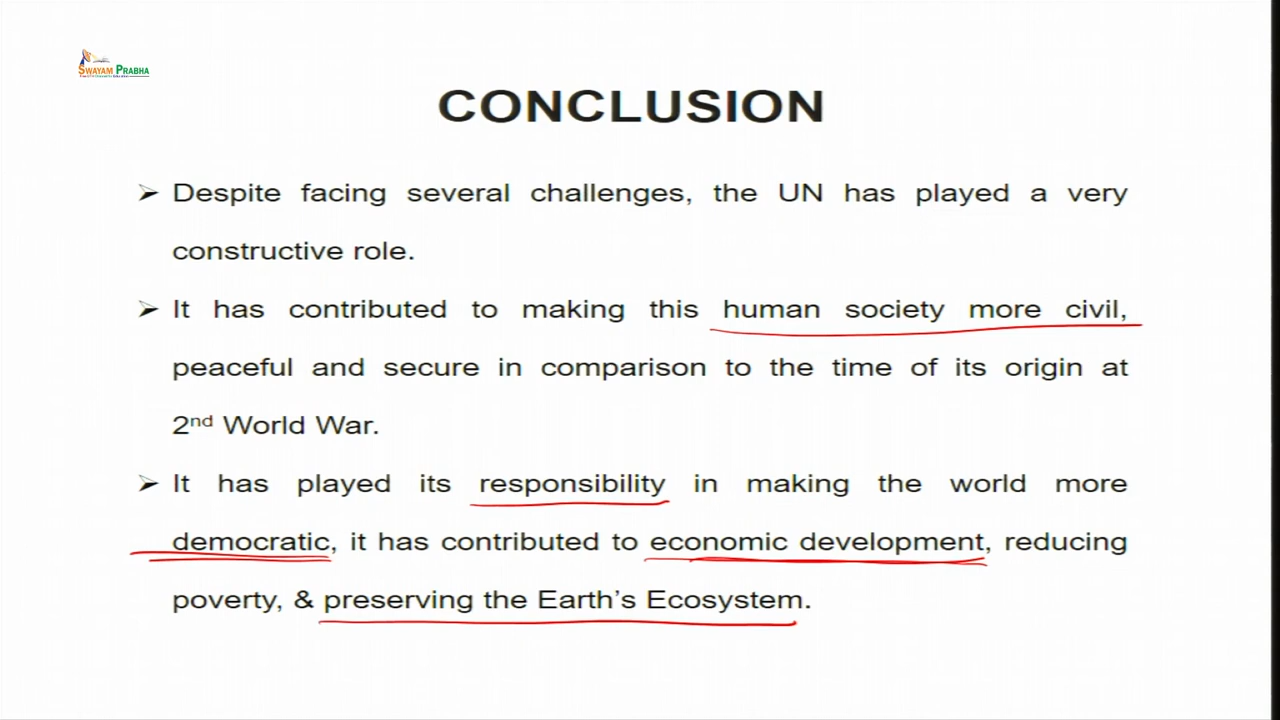 SWAYAM PRABHA
CONCLUSION
➢ Despite facing several challenges, the UN has played a very
constructive role.
➢ It has contributed to making this human society more civil,
peaceful and secure in comparison to the time of its origin at
2nd World War.
➢ It has played its responsibility in making the world more
democratic, it has contributed to economic development, reducing
poverty, & preserving the Earth's Ecosystem.